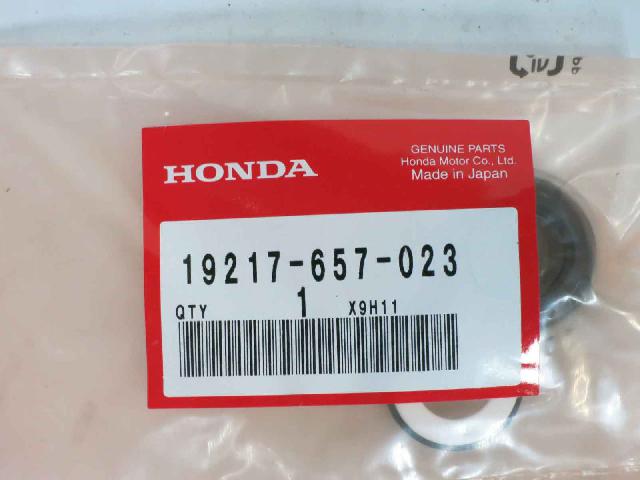 HONDA
GENUINE PARTS
Honda Motor Co., Ltd.
Made in Japan
19217-657-023
QTY 1 X9H11